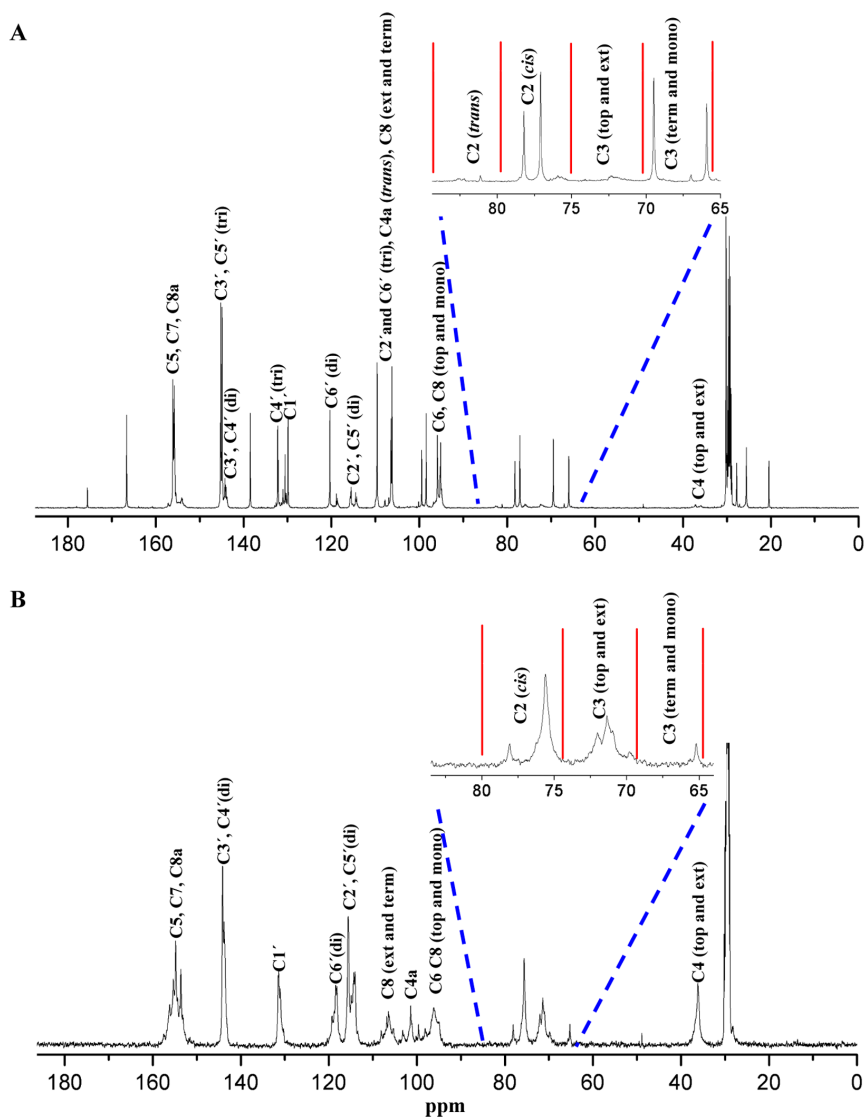 A
C5, C7, C8a
C3´, C5´ (tri)
C3´, C4´ (di)
C4´ (tri)
C1´
C6´ (di)
C2´, C5´ (di)
C2´and C6´ (tri), C4a (trans), C8 (ext and term)
C6, C8 (top and mono)
C4 (top and ext)
C2 (trans)
C2 (cis)
C3 (top and ext)
C3 (term and mono)
80 75 70 65
180 160 140 120 100 80 60 40 20 0
B
C5, C7, C8a
C3´, C4´(di)
C1´
C6´(di)
C2´, C5´(di)
C8 (ext and term)
C4a
C6 C8 (top and mono)
C4 (top and ext)
C2 (cis)
C3 (top and ext)
C3 (term and mono)
80 75 70 65
180 160 140 120 100 80 60 40 20 0
ppm